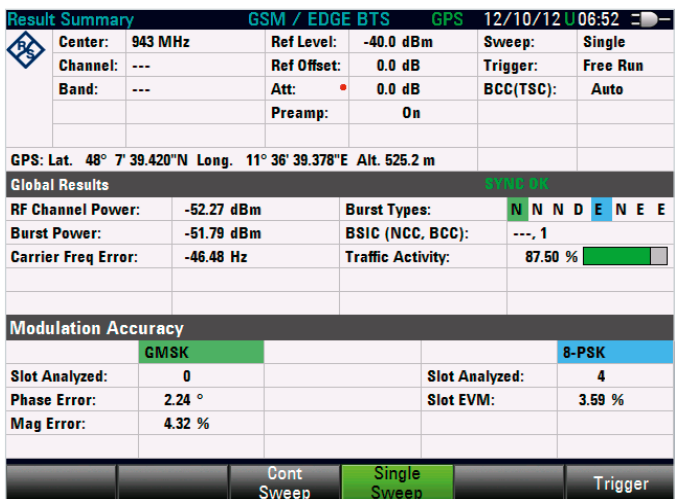 Result Summary GSM / EDGE BTS GPS 12/10/12 U 06:52
R&S Center: 943 MHz Ref Level: -40.0 dBm Sweep: Single
Channel: --- Ref Offset: 0.0 dB Trigger: Free Run
Band: --- Att: 0.0 dB BCC(TSC): Auto
Preamp: On
GPS: Lat. 48° 7' 39.420"N Long. 11° 36' 39.378"E Alt. 525.2 m
Global Results SYNC OK
RF Channel Power: -52.27 dBm Burst Types: N N N D E N E E
Burst Power: -51.79 dBm BSIC (NCC, BCC): ---, 1
Carrier Freq Error: -46.48 Hz Traffic Activity: 87.50 %
Modulation Accuracy
GMSK 8-PSK
Slot Analyzed: 0 Slot Analyzed: 4
Phase Error: 2.24 ° Slot EVM: 3.59 %
Mag Error: 4.32 %
Cont Sweep Single Sweep Trigger